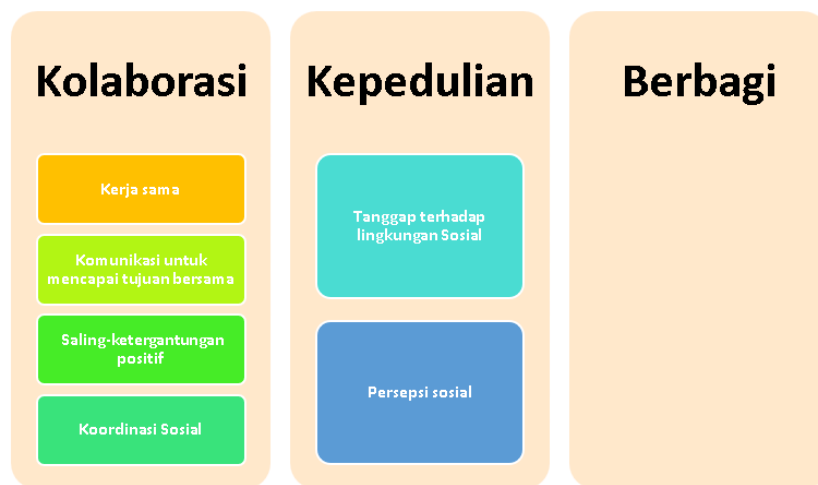 Kolaborasi
Kerja sama
Komunikasi untuk
mencapai tujuan bersama
Saling-ketergantungan
positif
Koordinasi Sosial
Kepedulian
Tanggap terhadap
lingkungan Sosial
Persepsi sosial
Berbagi